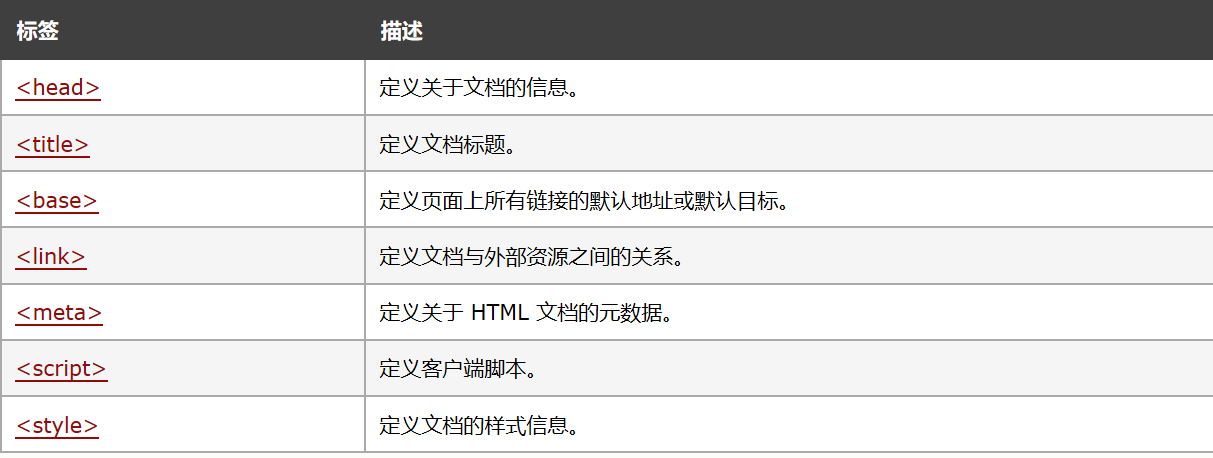 标签 描述
<head> 定义关于文档的信息。
<title> 定义文档标题。
<base> 定义页面上所有链接的默认地址或默认目标。
<link> 定义文档与外部资源之间的关系。
<meta> 定义关于 HTML 文档的元数据。
<script> 定义客户端脚本。
<style> 定义文档的样式信息。